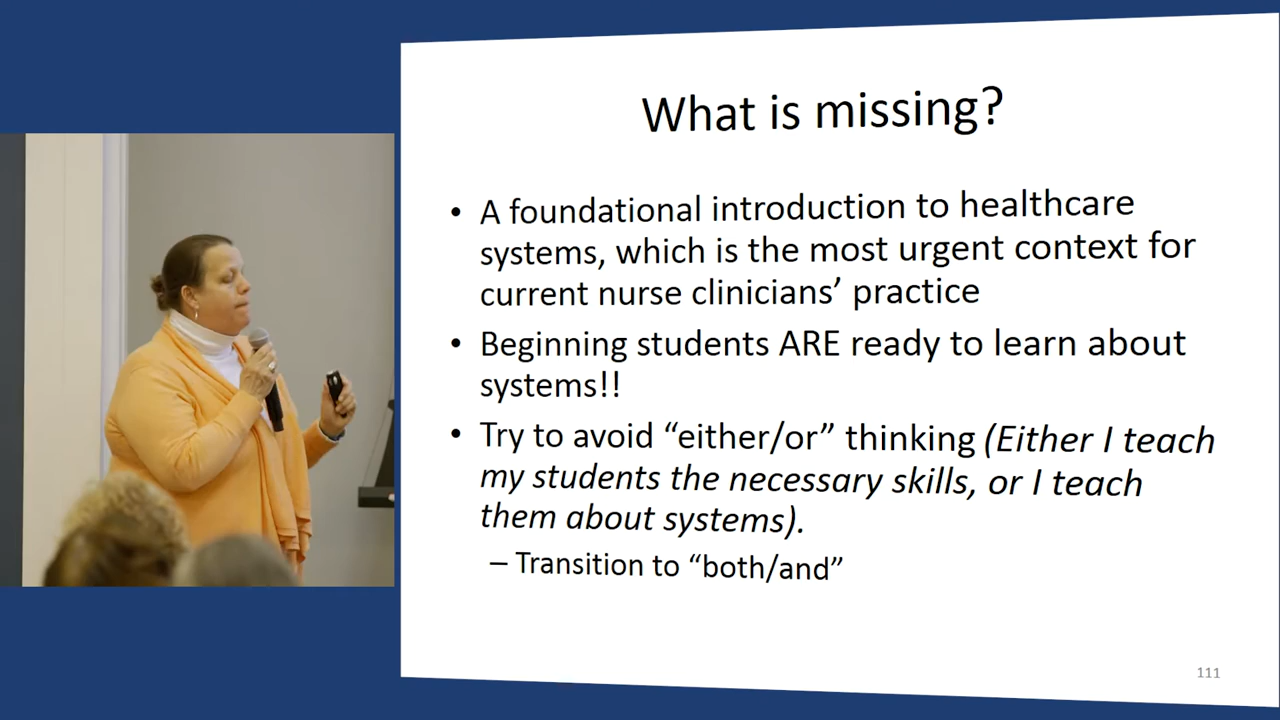 What is missing?
• A foundational introduction to healthcare
systems, which is the most urgent context for
current nurse clinicians’ practice
• Beginning students ARE ready to learn about
systems!!
• Try to avoid “either/or” thinking (Either I teach
my students the necessary skills, or I teach
them about systems).
– Transition to “both/and”
111